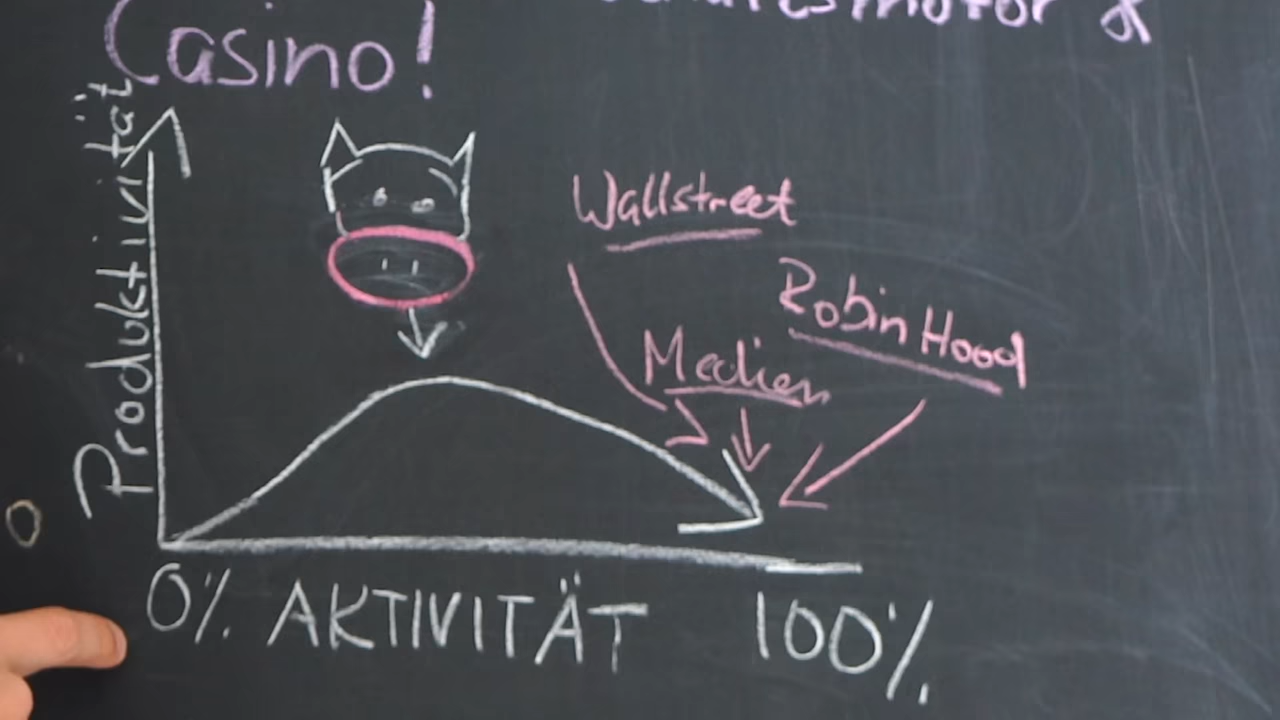 Casino!
Produktivität
Wallstreet
Robin Hood
Medien
0% AKTIVITÄT 100%